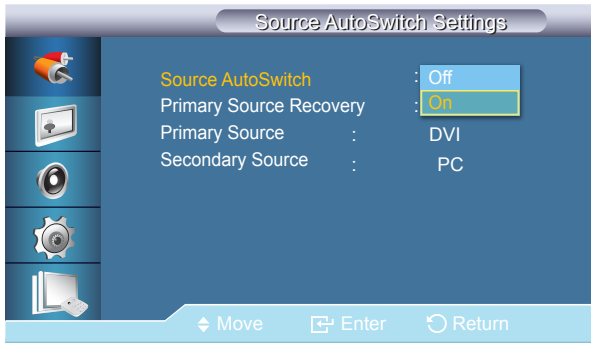 Source AutoSwitch Settings
Source AutoSwitch : Off
Primary Source Recovery : On
Primary Source : DVI
Secondary Source : PC
Move Enter Return